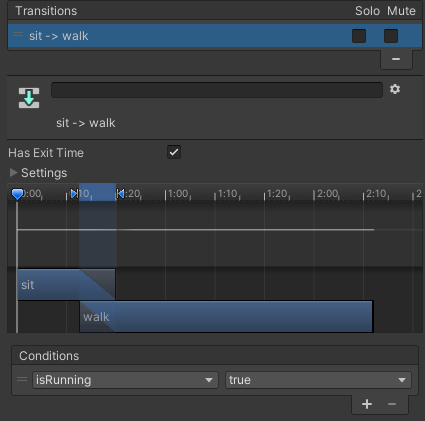 Transitions Solo Mute
sit -> walk
sit -> walk
Has Exit Time
Settings
0:00 0:10 0:20 1:00 1:10 1:20 2:00 2:10 2
sit
walk
Conditions
isRunning true